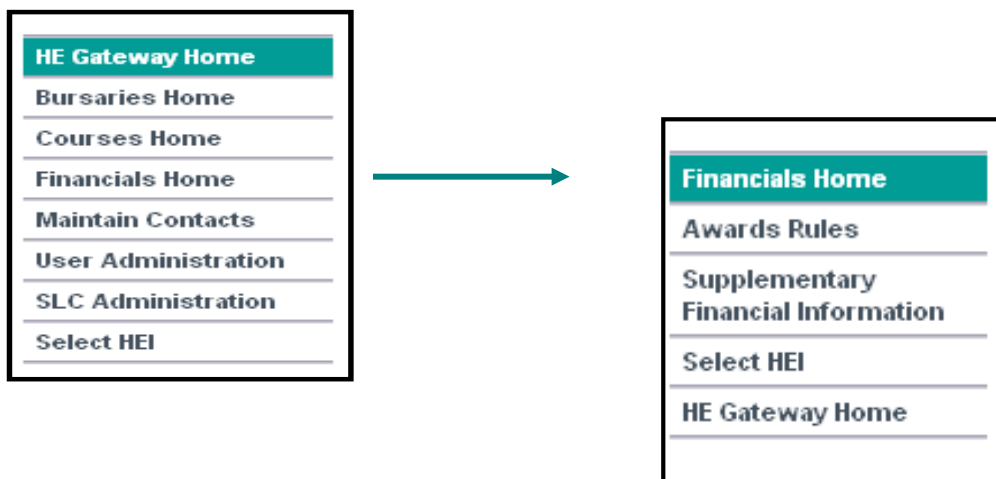 HE Gateway Home
Bursaries Home
Courses Home
Financials Home
Maintain Contacts
User Administration
SLC Administration
Select HEI
Financials Home
Awards Rules
Supplementary
Financial Information
Select HEI
HE Gateway Home